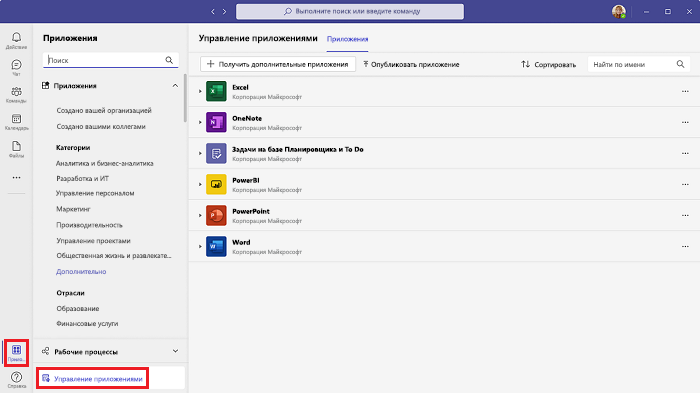 Выполните поиск или введите команду
Действие
Чат
Команды
Календарь
Файлы
Прило...
Справка
Приложения
Поиск
Приложения
Создано вашей организацией
Создано вашими коллегами
Категории
Аналитика и бизнес-аналитика
Разработка и ИТ
Управление персоналом
Маркетинг
Производительность
Управление проектами
Общественная жизнь и развлекате...
Дополнительно
Отрасли
Образование
Финансовые услуги
Рабочие процессы
Управление приложениями
Управление приложениями Приложения
Получить дополнительные приложения Опубликовать приложение Сортировать Найти по имени
Excel
Корпорация Майкрософт
OneNote
Корпорация Майкрософт
Задачи на базе Планировщика и To Do
Корпорация Майкрософт
PowerBI
Корпорация Майкрософт
PowerPoint
Корпорация Майкрософт
Word
Корпорация Майкрософт